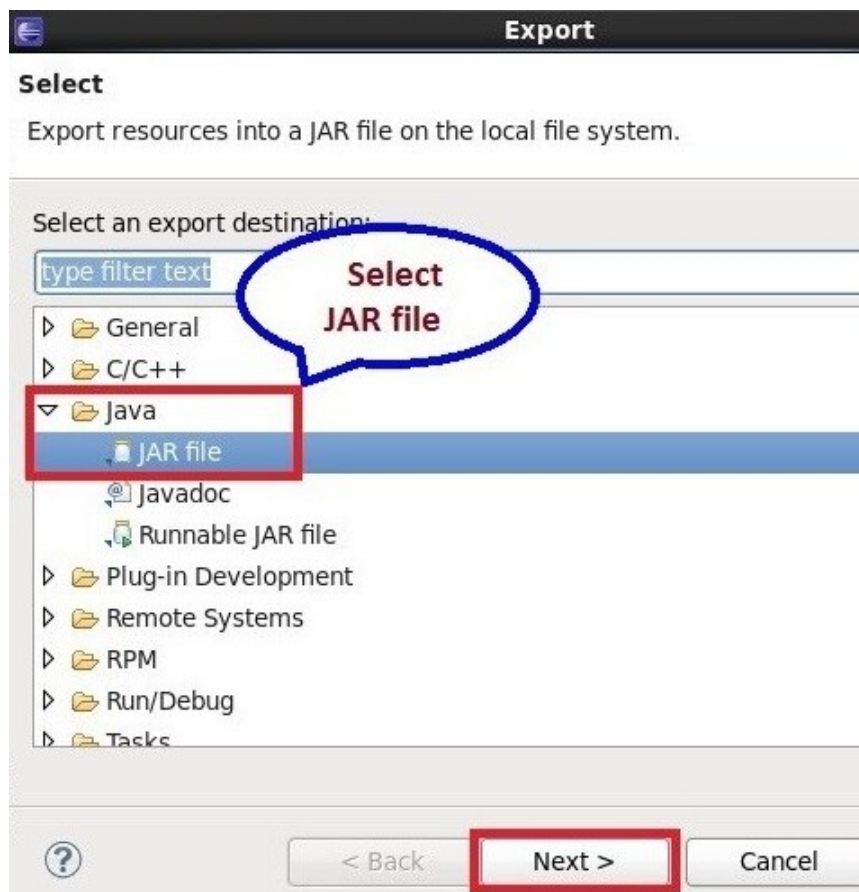 Export
Select
Export resources into a JAR file on the local file system.
Select an export destination:
type filter text
Select
JAR file
General
C/C++
Java
JAR file
Javadoc
Runnable JAR file
Plug-in Development
Remote Systems
RPM
Run/Debug
Tasks
?
< Back
Next >
Cancel